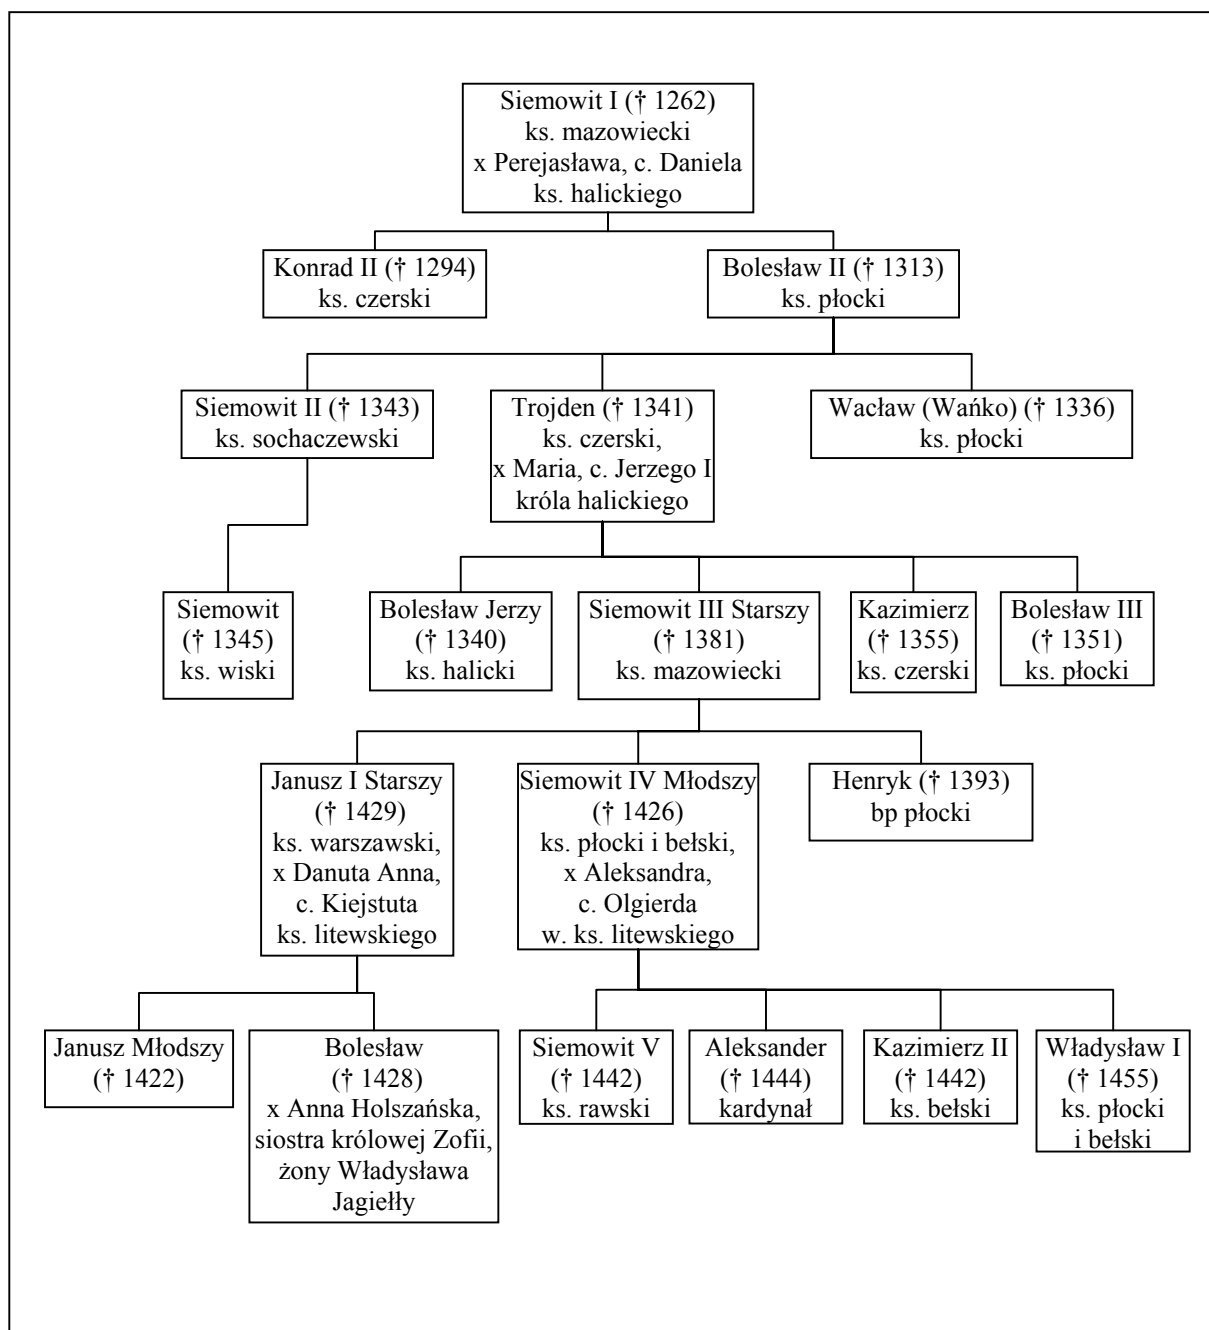 Siemowit I († 1262)
ks. mazowiecki
x Perejasława, c. Daniela
ks. halickiego
Konrad II († 1294)
ks. czerski
Bolesław II († 1313)
ks. płocki
Siemowit II († 1343)
ks. sochaczewski
Trojden († 1341)
ks. czerski,
x Maria, c. Jerzego I
króla halickiego
Wacław (Wańko) († 1336)
ks. płocki
Siemowit
(† 1345)
ks. wiski
Bolesław Jerzy
(† 1340)
ks. halicki
Siemowit III Starszy
(† 1381)
ks. mazowiecki
Kazimierz
(† 1355)
ks. czerski
Bolesław III
(† 1351)
ks. płocki
Janusz I Starszy
(† 1429)
ks. warszawski,
x Danuta Anna,
c. Kiejstuta
ks. litewskiego
Siemowit IV Młodszy
(† 1426)
ks. płocki i bełski,
x Aleksandra,
c. Olgierda
w. ks. litewskiego
Henryk († 1393)
bp płocki
Janusz Młodszy
(† 1422)
Bolesław
(† 1428)
x Anna Holszańska,
siostra królowej Zofii,
żony Władysława
Jagiełły
Siemowit V
(† 1442)
ks. rawski
Aleksander
(† 1444)
kardynał
Kazimierz II
(† 1442)
ks. bełski
Władysław I
(† 1455)
ks. płocki
i bełski